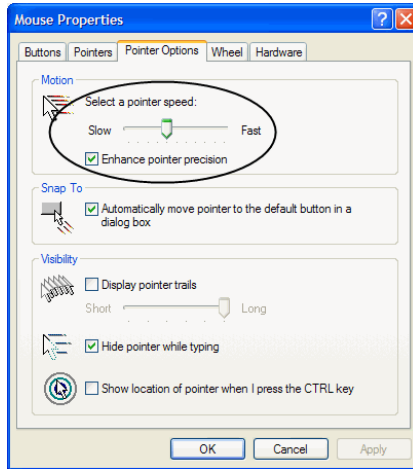 Mouse Properties
Buttons Pointers Pointer Options Wheel Hardware
Motion
Select a pointer speed:
Slow Fast
Enhance pointer precision
Snap To
Automatically move pointer to the default button in a
dialog box
Visibility
Display pointer trails
Short Long
Hide pointer while typing
Show location of pointer when I press the CTRL key
OK Cancel Apply